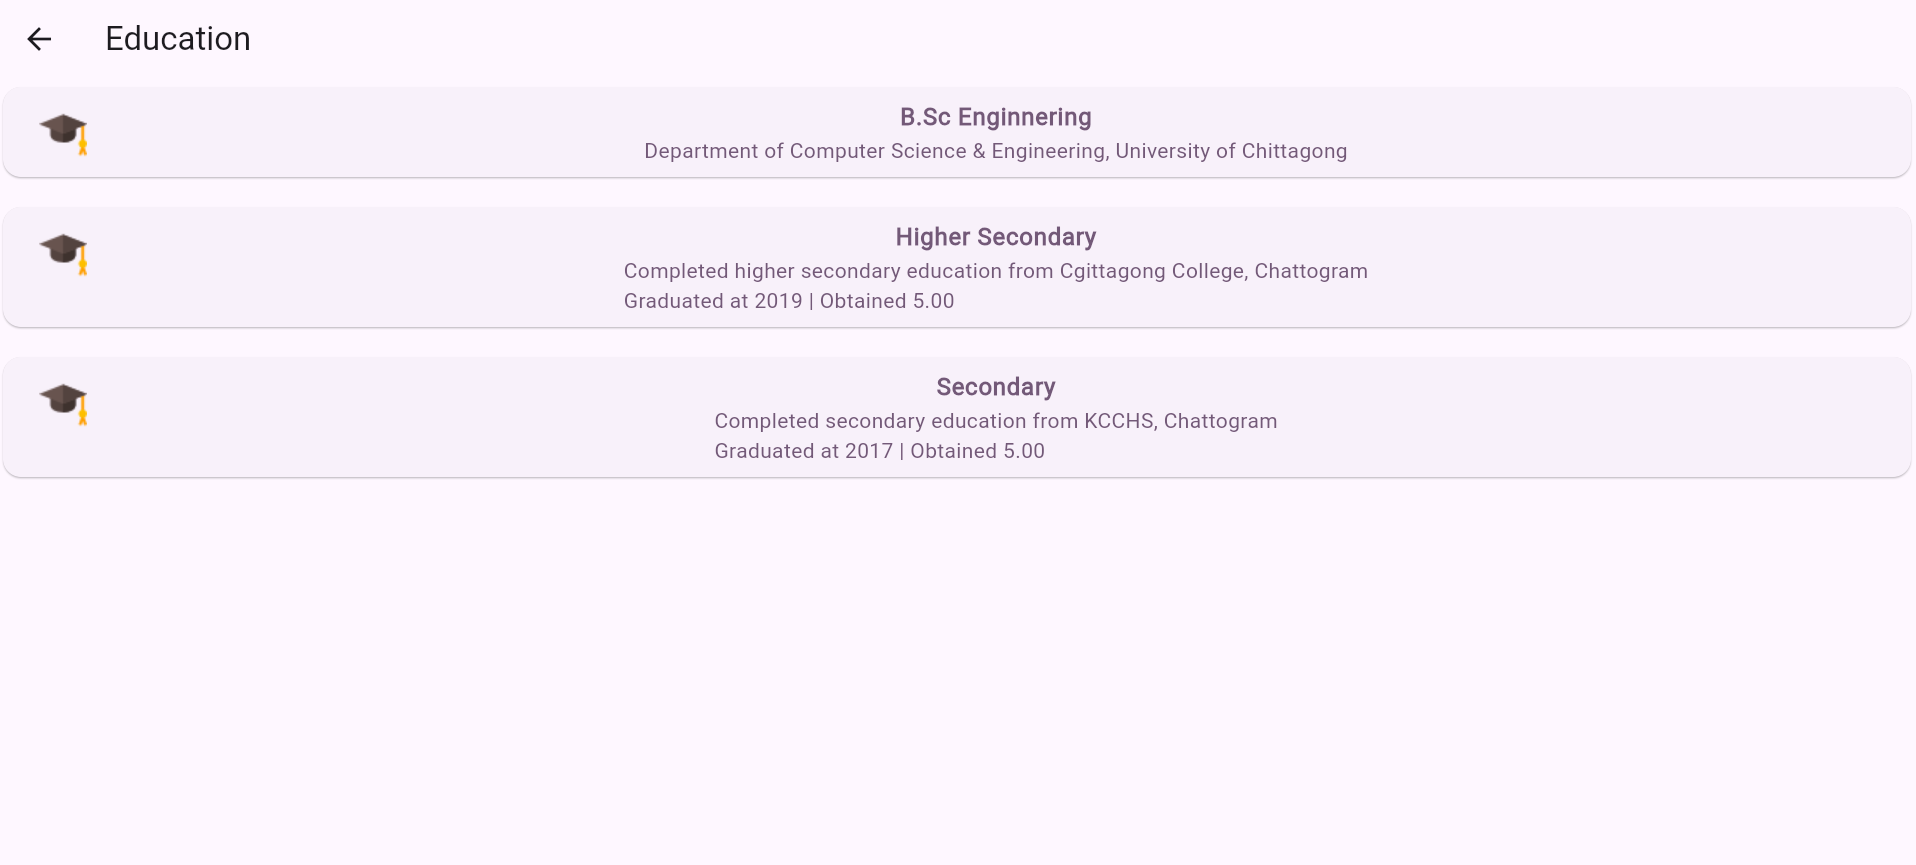 Education
B.Sc Enginnering
Department of Computer Science & Engineering, University of Chittagong
Higher Secondary
Completed higher secondary education from Cgittagong College, Chattogram
Graduated at 2019 | Obtained 5.00
Secondary
Completed secondary education from KCCHS, Chattogram
Graduated at 2017 | Obtained 5.00